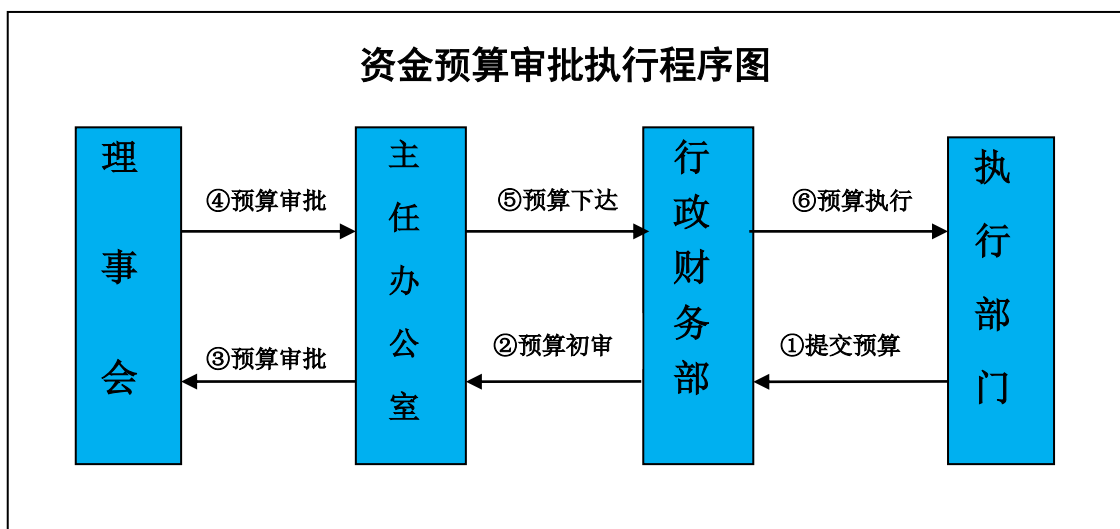 资金预算审批执行程序图
理事会
④预算审批
③预算审批
主任办公室
⑤预算下达
②预算初审
行政财务部
⑥预算执行
①提交预算
执行部门